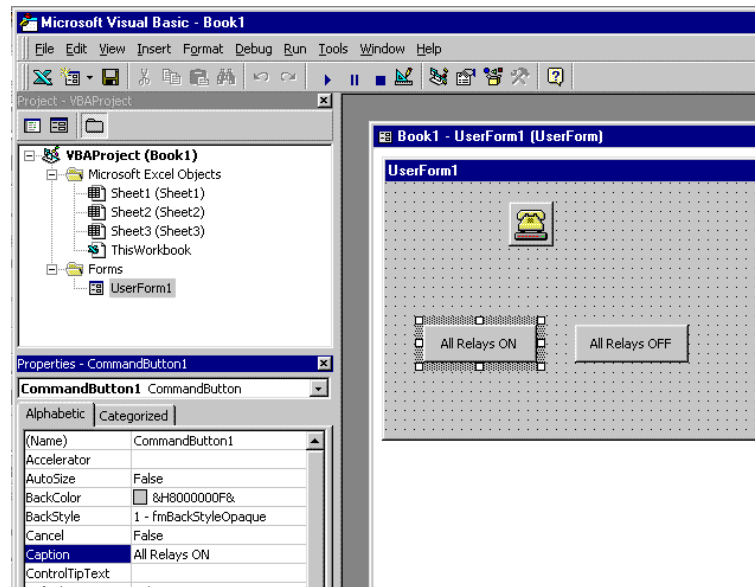 Microsoft Visual Basic - Book1
File Edit View Insert Format Debug Run Tools Window Help
Project - VBAProject
VBAProject (Book1)
Microsoft Excel Objects
Sheet1 (Sheet1)
Sheet2 (Sheet2)
Sheet3 (Sheet3)
ThisWorkbook
Forms
UserForm1
Properties - CommandButton1
CommandButton1 CommandButton
Alphabetic Categorized
(Name) CommandButton1
Accelerator
AutoSize False
BackColor &H8000000F&
BackStyle 1 - fmBackStyleOpaque
Cancel False
Caption All Relays ON
ControlTipText
Book1 - UserForm1 (UserForm)
UserForm1
All Relays ON All Relays OFF